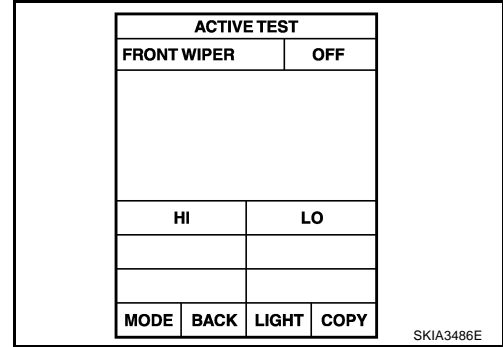 ACTIVE TEST
FRONT WIPER OFF
HI LO
MODE BACK LIGHT COPY
SKIA3486E